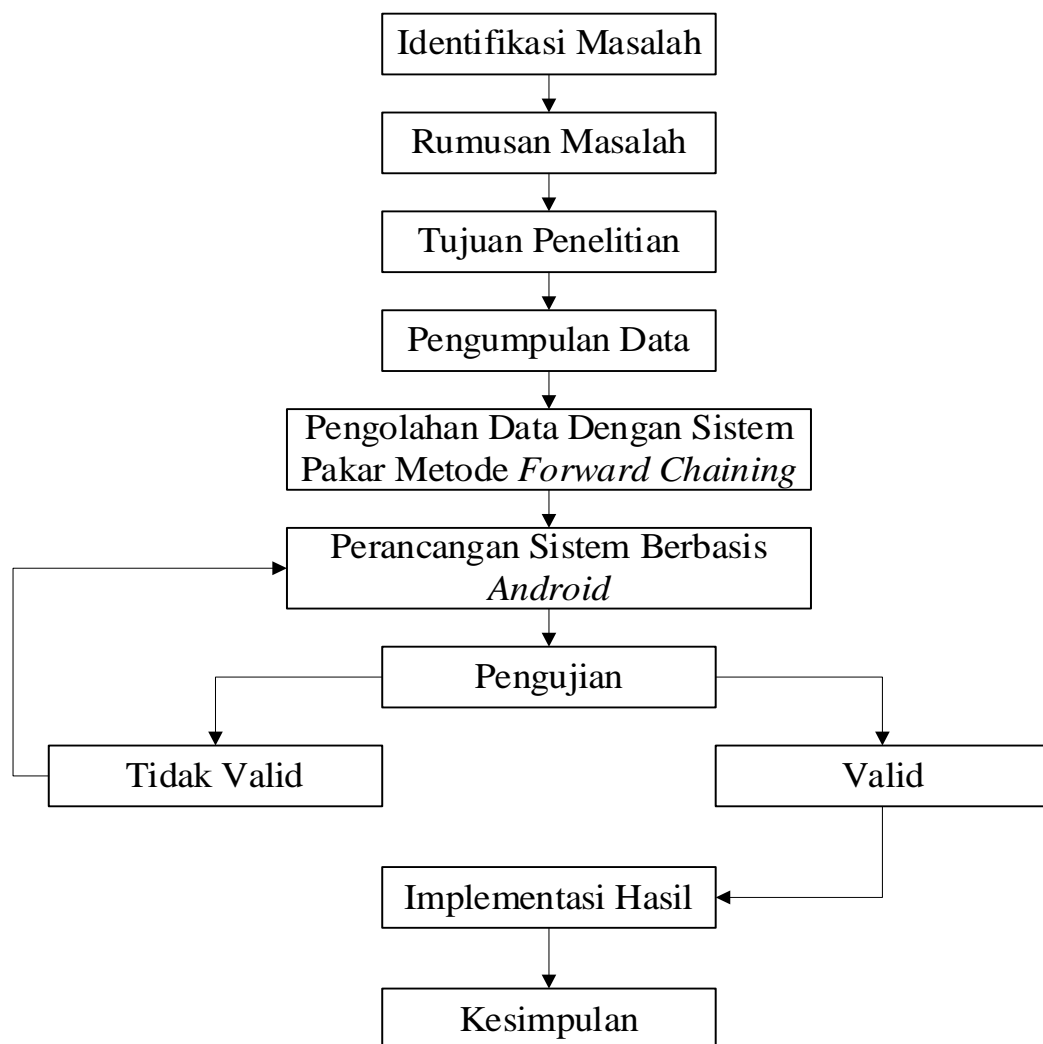 Identifikasi Masalah
Rumusan Masalah
Tujuan Penelitian
Pengumpulan Data
Pengolahan Data Dengan Sistem
Pakar Metode Forward Chaining
Perancangan Sistem Berbasis
Android
Pengujian
Tidak Valid
Valid
Implementasi Hasil
Kesimpulan